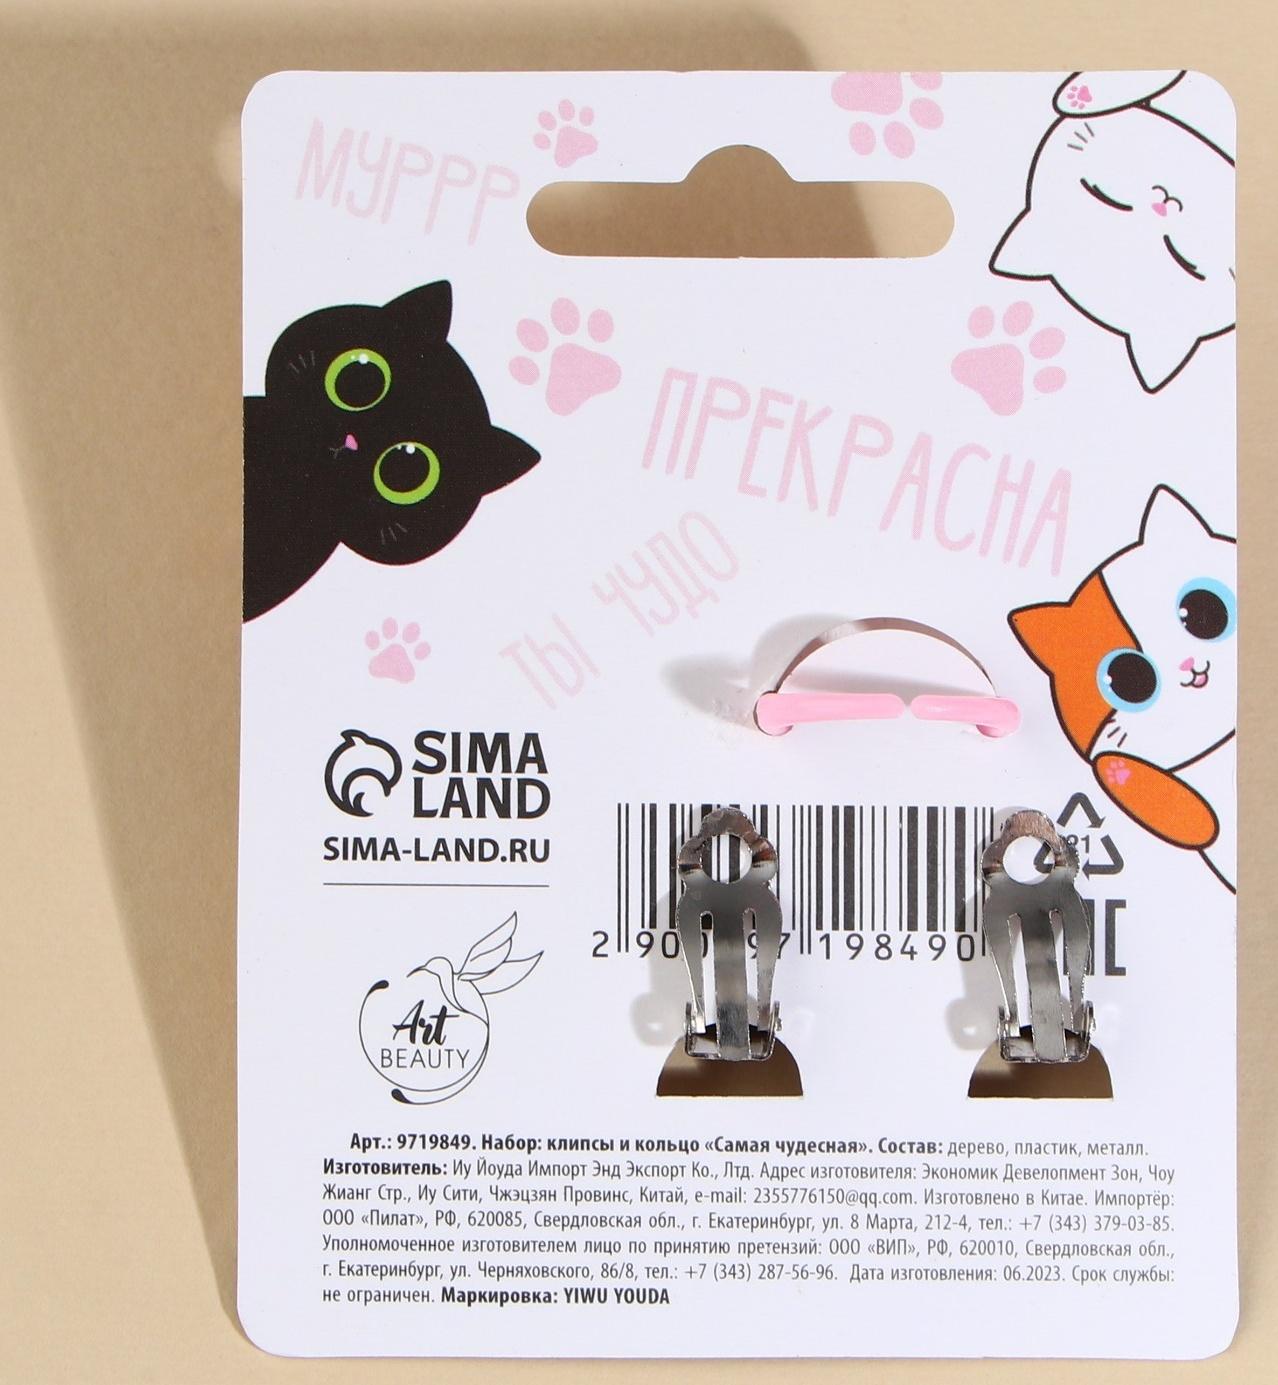 МУРРР
ПРЕКРАСНА
ТЫ ЧУДО
SIMA
LAND
SIMA-LAND.RU
Art
BEAUTY
Арт.: 9719849. Набор: клипсы и кольцо «Самая чудесная». Состав: дерево, пластик, металл.
Изготовитель: Иу Йоуда Импорт Энд Экспорт Ко., Лтд. Адрес изготовителя: Экономик Девелопмент Зон, Чоу
Жианг Стр., Иу Сити, Чжэцзян Провинс, Китай, e-mail: 2355776150@qq.com. Изготовлено в Китае. Импортёр:
ООО «Пилат», РФ, 620085, Свердловская обл., г. Екатеринбург, ул. 8 Марта, 212-4, тел.: +7 (343) 379-03-85.
Уполномоченное изготовителем лицо по принятию претензий: ООО «ВИП», РФ, 620010, Свердловская обл.,
г. Екатеринбург, ул. Черняховского, 86/8, тел.: +7 (343) 287-56-96. Дата изготовления: 06.2023. Срок службы:
не ограничен. Маркировка: YIWU YOUDA